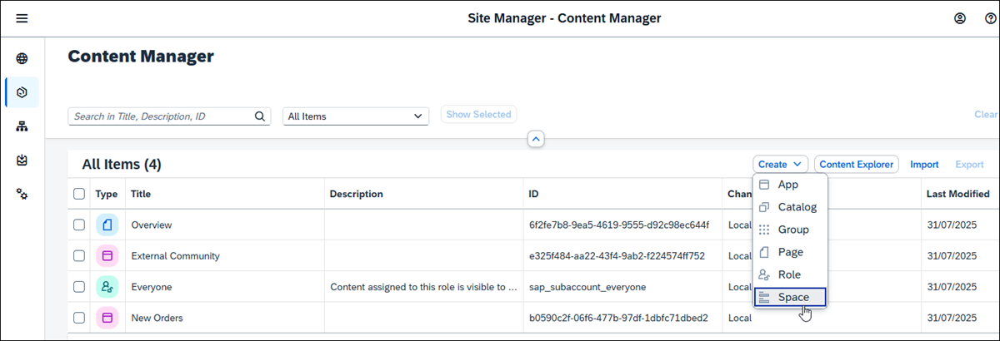 Site Manager - Content Manager
Content Manager
Search in Title, Description, ID
All Items
Show Selected
Clear
All Items (4)
Create
Content Explorer
Import
Export
Type
Title
Description
ID
Chan
Last Modified
Overview
6f2fe7b8-9ea5-4619-9555-d92c98ec644f
Local
31/07/2025
External Community
e325f484-aa22-43f4-9ab2-f224574ff752
Local
31/07/2025
Everyone
Content assigned to this role is visible to ...
sap_subaccount_everyone
Local
31/07/2025
New Orders
b0590c2f-06f6-477b-97df-1dbfc71dbed2
Local
31/07/2025
App
Catalog
Group
Page
Role
Space